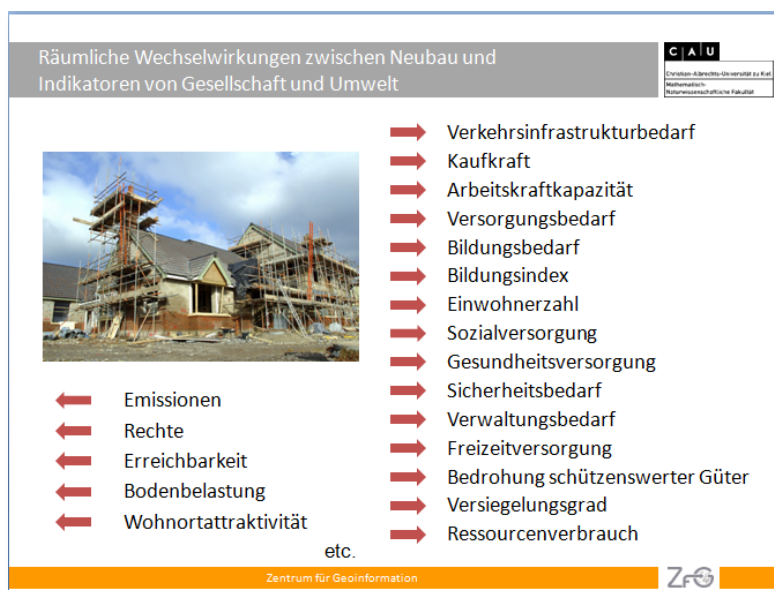 Räumliche Wechselwirkungen zwischen Neubau und
Indikatoren von Gesellschaft und Umwelt
C|A|U
Christian-Albrechts-Universität zu Kiel
Mathematisch-
Naturwissenschaftliche Fakultät
Verkehrsinfrastrukturbedarf
Kaufkraft
Arbeitskraftkapazität
Versorgungsbedarf
Bildungsbedarf
Bildungsindex
Einwohnerzahl
Sozialversorgung
Gesundheitsversorgung
Sicherheitsbedarf
Verwaltungsbedarf
Freizeitversorgung
Bedrohung schützenswerter Güter
Versiegelungsgrad
Ressourcenverbrauch
Emissionen
Rechte
Erreichbarkeit
Bodenbelastung
Wohnortattraktivität
etc.
Zentrum für Geoinformation
ZFG